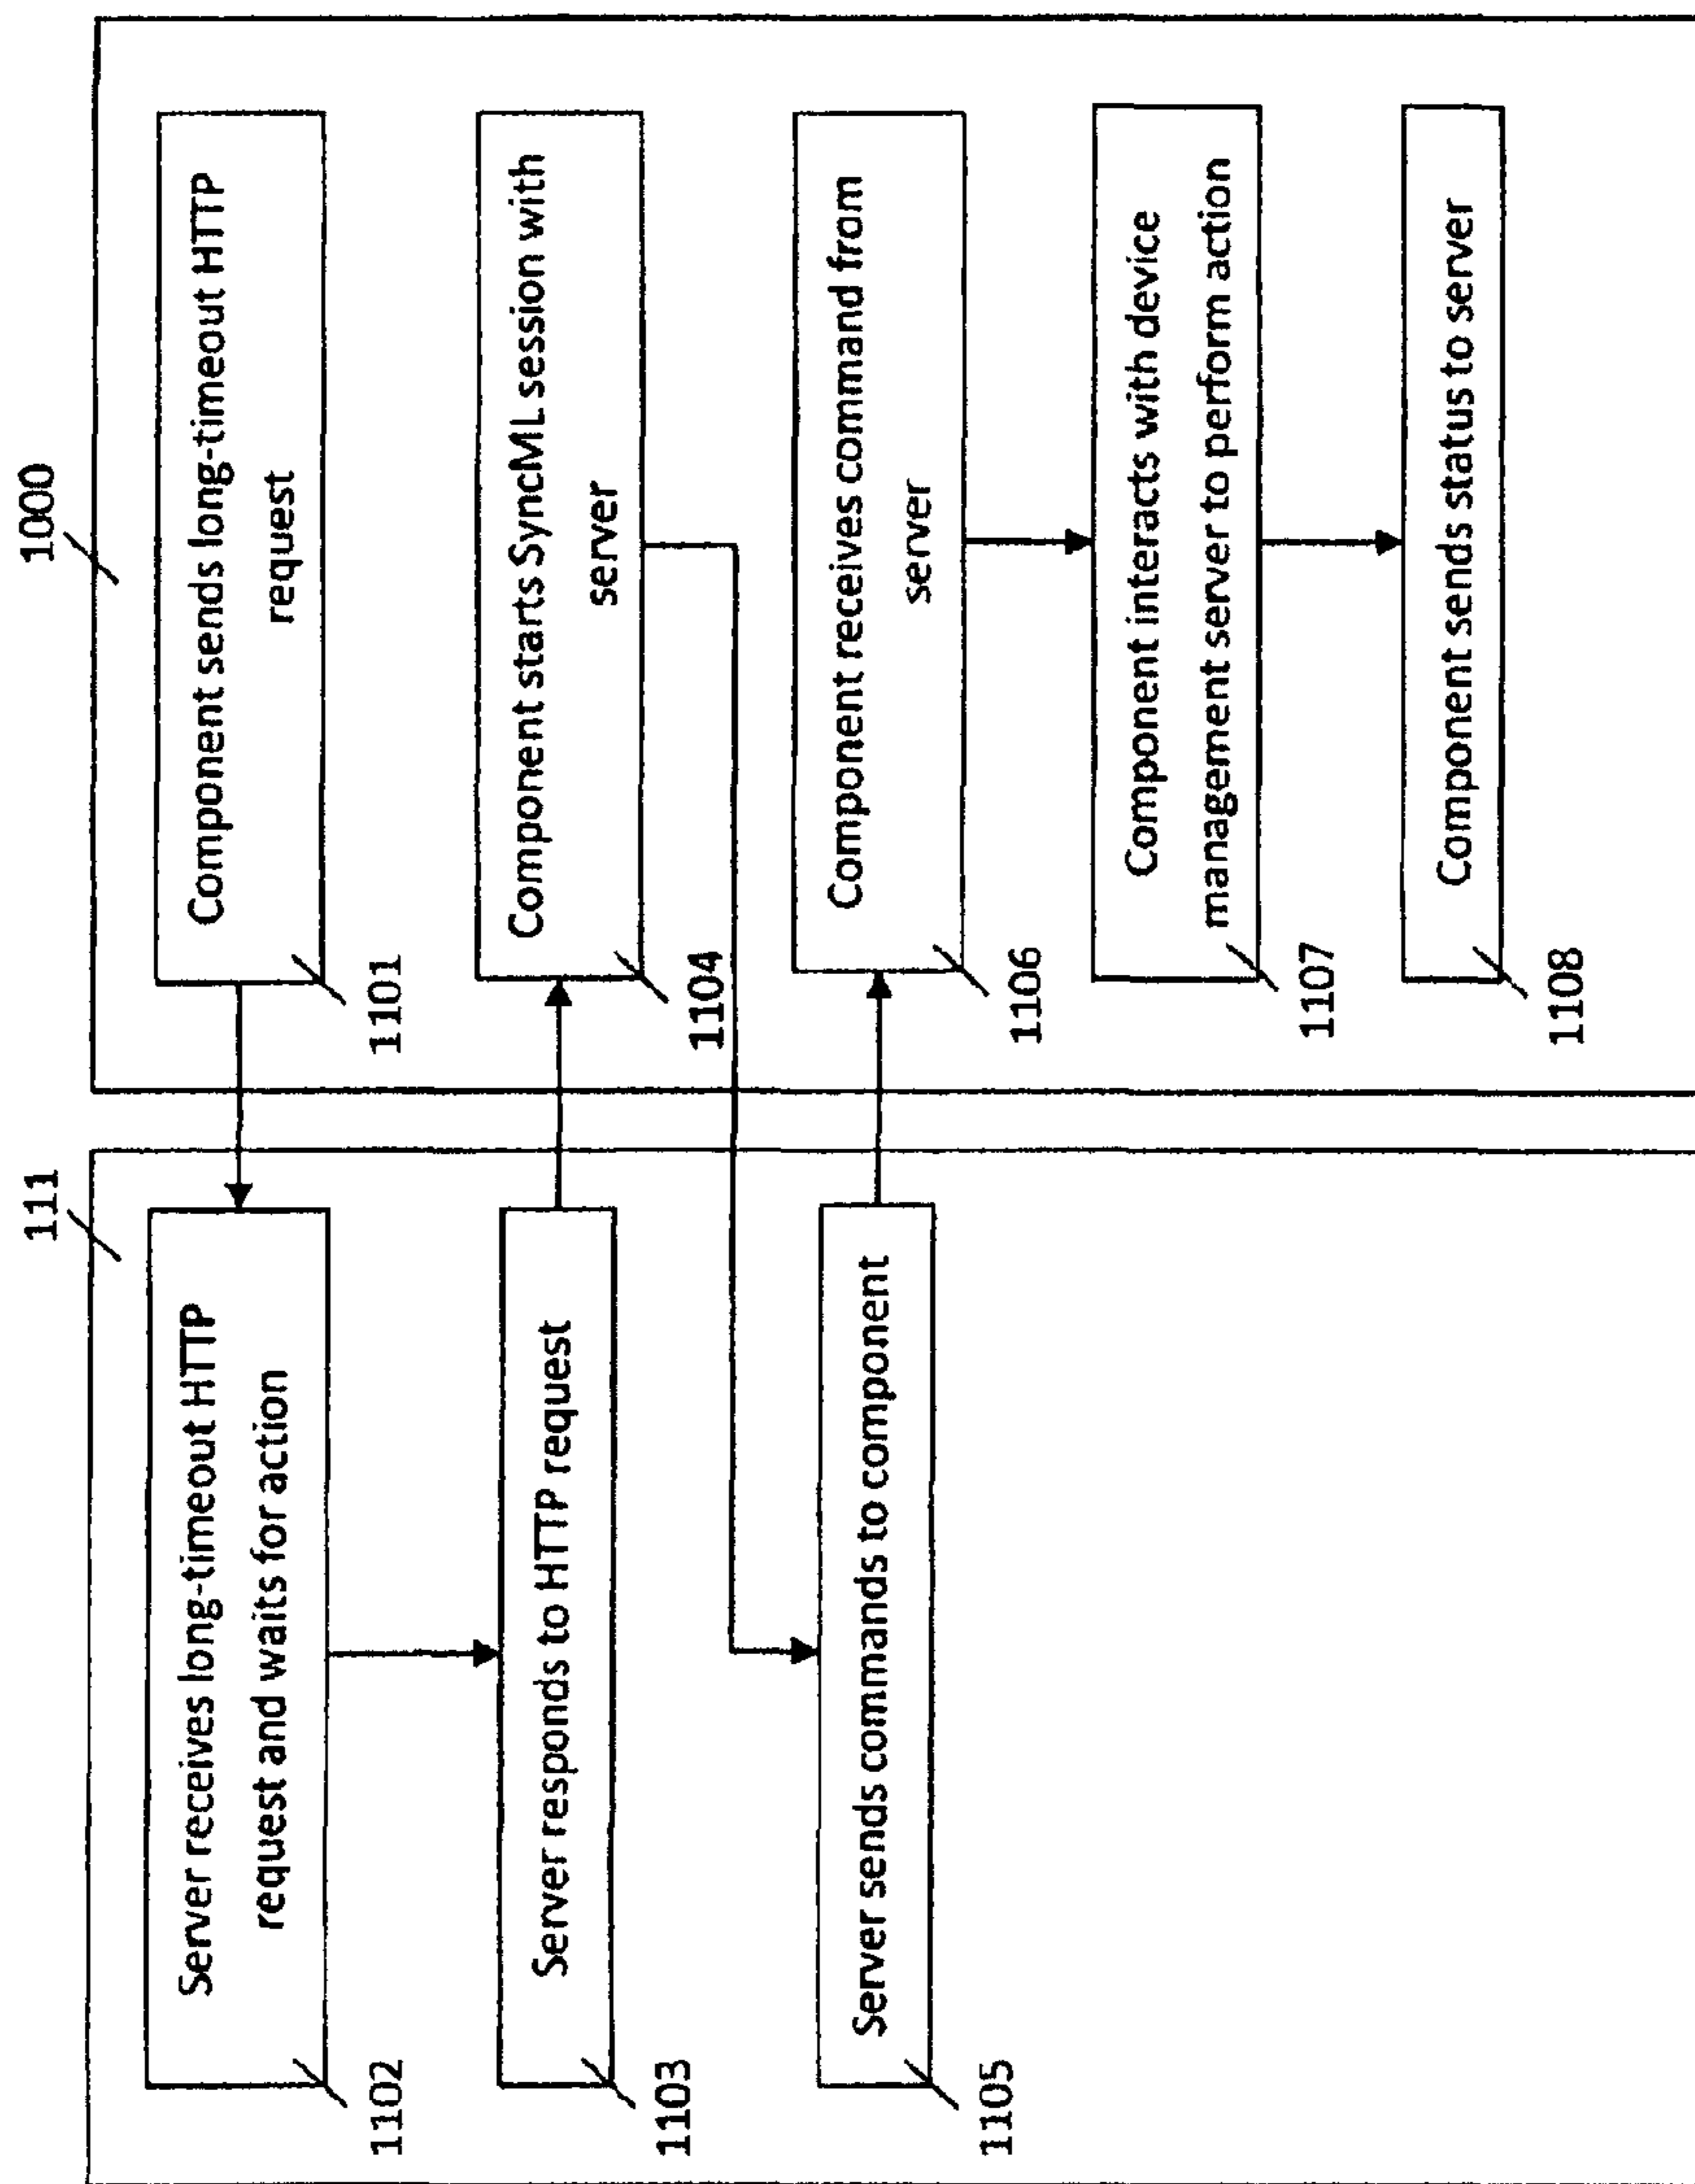 111
Server receives long-timeout HTTP
request and waits for action
1102
Server responds to HTTP request
1103
Server sends commands to component
1105
1000
Component sends long-timeout HTTP
request
1101
Component starts SyncML session with
server
1104
Component receives command from
server
1106
Component interacts with device
management server to perform action
1107
Component sends status to server
1108